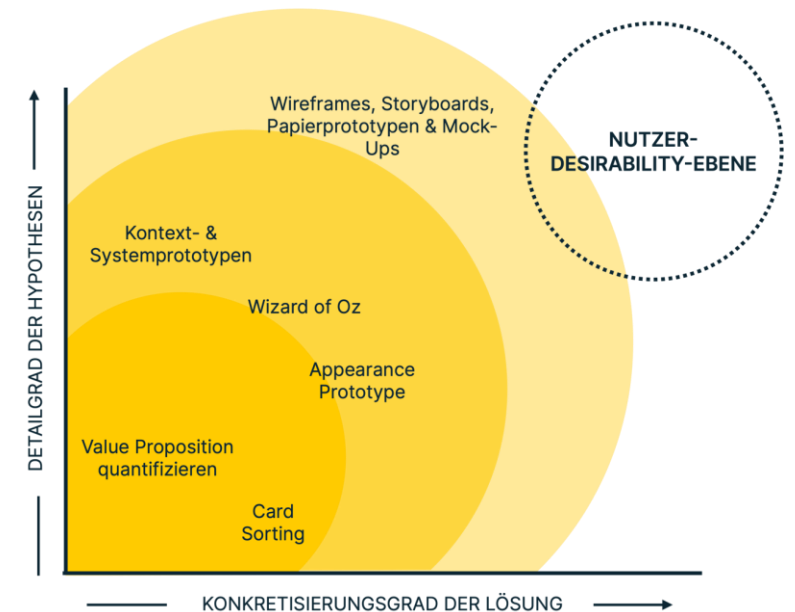 Wireframes, Storyboards,
Papierprototypen & Mock-
Ups
NUTZER-
DESIRABILITY-EBENE
Kontext- &
Systemprototypen
Wizard of Oz
Appearance
Prototype
Value Proposition
quantifizieren
Card
Sorting
DETAILGRAD DER HYPOTHESEN
KONKRETISIERUNGSGRAD DER LÖSUNG